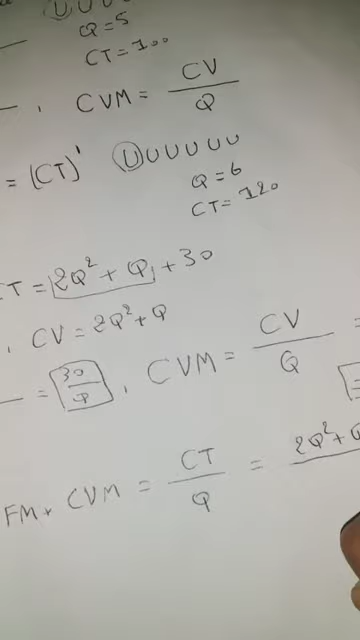 Q = 5
CT = 100
, CVM = CV / Q
= (CT)' UUUUUU
Q = 6
CT = 120
CT = 2Q² + Q + 30
, CV = 2Q² + Q
= 30 / Q , CVM = CV / Q =
FM + CVM = CT / Q = 2Q² + Q